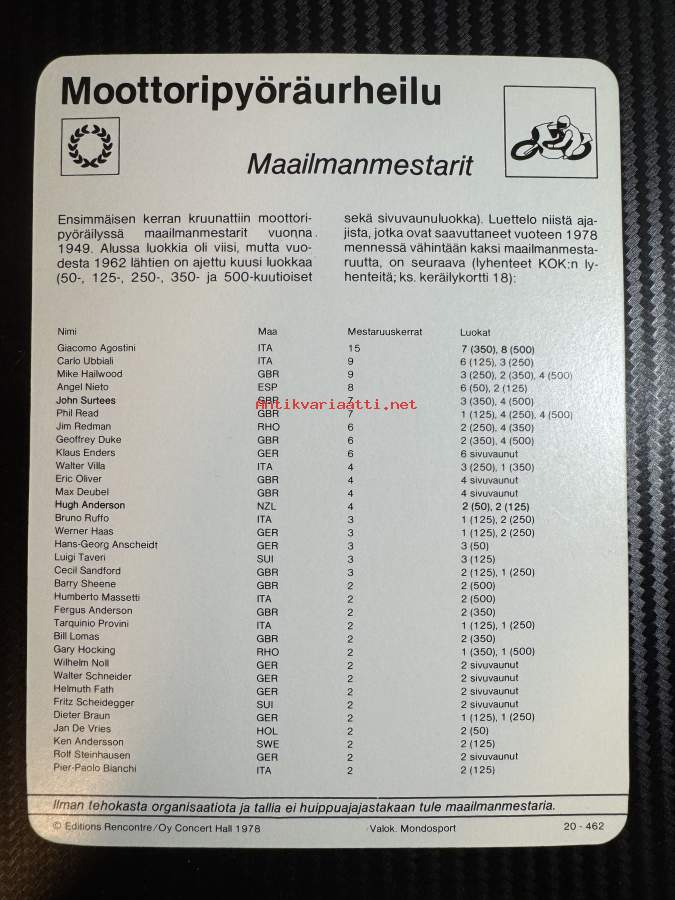 Moottoripyöräurheilu
Maailmanmestarit
Ensimmäisen kerran kruunattiin moottori-
pyöräilyssä maailmanmestarit vuonna
1949. Alussa luokkia oli viisi, mutta vuo-
desta 1962 lähtien on ajettu kuusi luokkaa
(50-, 125-, 250-, 350- ja 500-kuutioiset
sekä sivuvaunuluokka). Luettelo niistä aja-
jista, jotka ovat saavuttaneet vuoteen 1978
mennessä vähintään kaksi maailmanmesta-
ruutta, on seuraava (lyhenteet KOK:n ly-
henteitä; ks. keräilykortti 18):
Nimi Maa Mestaruuskerrat Luokat
Giacomo Agostini ITA 15 7 (350), 8 (500)
Carlo Ubbiali ITA 9 6 (125), 3 (250)
Mike Hailwood GBR 9 3 (250), 2 (350), 4 (500)
Angel Nieto ESP 8 6 (50), 2 (125)
John Surtees GBR 7 3 (350), 4 (500)
Antikvariaatti.net
Phil Read GBR 7 1 (125), 4 (250), 4 (500)
Jim Redman RHO 6 2 (250), 4 (350)
Geoffrey Duke GBR 6 2 (350), 4 (500)
Klaus Enders GER 6 6 sivuvaunut
Walter Villa ITA 4 3 (250), 1 (350)
Eric Oliver GBR 4 4 sivuvaunut
Max Deubel GBR 4 4 sivuvaunut
Hugh Anderson NZL 4 2 (50), 2 (125)
Bruno Ruffo ITA 3 1 (125), 2 (250)
Werner Haas GER 3 1 (125), 2 (250)
Hans-Georg Anscheidt GER 3 3 (50)
Luigi Taveri SUI 3 3 (125)
Cecil Sandford GBR 3 2 (125), 1 (250)
Barry Sheene GBR 2 2 (500)
Humberto Massetti ITA 2 2 (500)
Fergus Anderson GBR 2 2 (350)
Tarquinio Provini ITA 2 1 (125), 1 (250)
Bill Lomas GBR 2 2 (350)
Gary Hocking RHO 2 1 (350), 1 (500)
Wilhelm Noll GER 2 2 sivuvaunut
Walter Schneider GER 2 2 sivuvaunut
Helmuth Fath GER 2 2 sivuvaunut
Fritz Scheidegger SUI 2 2 sivuvaunut
Dieter Braun GER 2 1 (125), 1 (250)
Jan De Vries HOL 2 2 (50)
Ken Andersson SWE 2 2 (125)
Rolf Steinhausen GER 2 2 sivuvaunut
Pier-Paolo Bianchi ITA 2 2 (125)
Ilman tehokasta organisaatiota ja tallia ei huippuajajastakaan tule maailmanmestaria.
© Editions Rencontre/Oy Concert Hall 1978 Valok. Mondosport 20 - 462